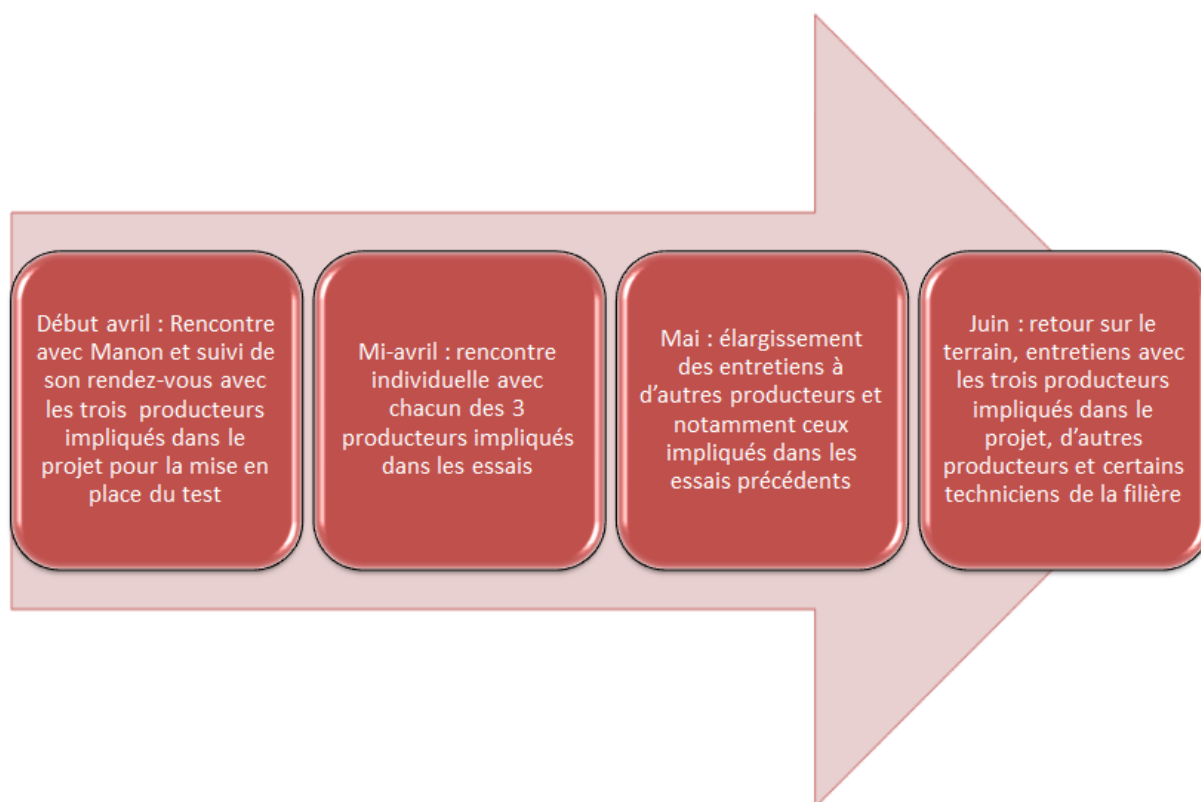 Début avril : Rencontre
avec Manon et suivi de
son rendez-vous avec
les trois producteurs
impliqués dans le
projet pour la mise en
place du test
Mi-avril : rencontre
individuelle avec
chacun des 3
producteurs impliqués
dans les essais
Mai : élargissement
des entretiens à
d’autres producteurs et
notamment ceux
impliqués dans les
essais précédents
Juin : retour sur le
terrain, entretiens avec
les trois producteurs
impliqués dans le
projet, d’autres
producteurs et certains
techniciens de la filière